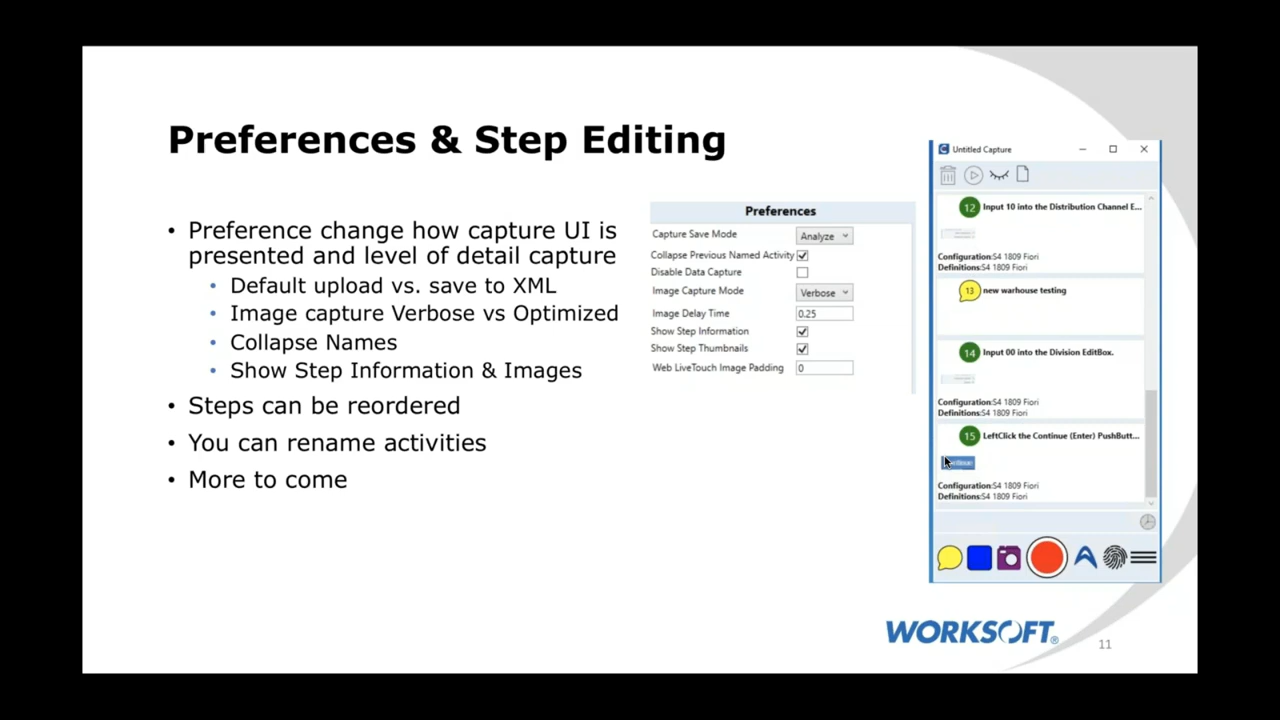 Preferences & Step Editing
• Preference change how capture UI is
presented and level of detail capture
• Default upload vs. save to XML
• Image capture Verbose vs Optimized
• Collapse Names
• Show Step Information & Images
• Steps can be reordered
• You can rename activities
• More to come
Preferences
Capture Save Mode Analyze
Collapse Previous Named Activity
Disable Data Capture
Image Capture Mode Verbose
Image Delay Time 0.25
Show Step Information
Show Step Thumbnails
Web LiveTouch Image Padding 0
Untitled Capture
12 Input 10 into the Distribution Channel E...
Configuration:S4 1809 Fiori
Definitions:S4 1809 Fiori
13 new warhouse testing
14 Input 00 into the Division EditBox.
Configuration:S4 1809 Fiori
Definitions:S4 1809 Fiori
15 LeftClick the Continue (Enter) PushButt...
Configuration:S4 1809 Fiori
Definitions:S4 1809 Fiori
WORKSOFT®
11